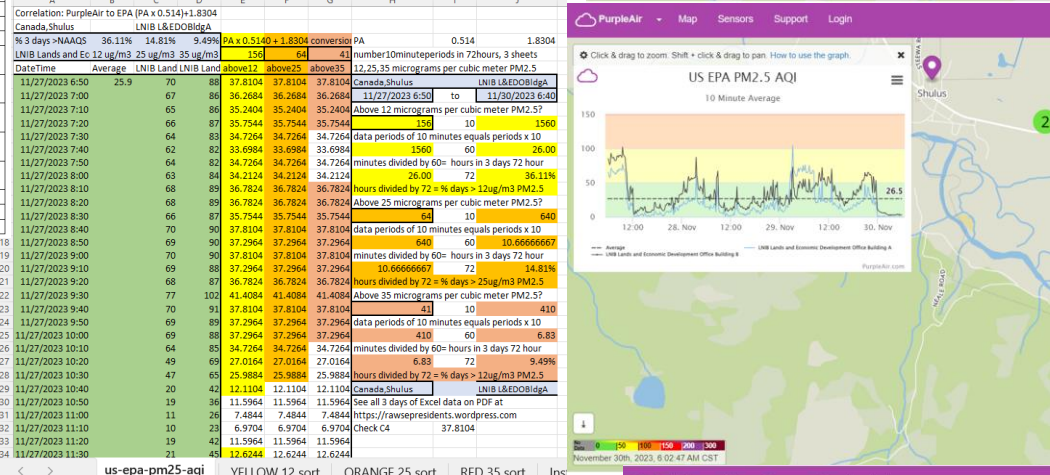 Correlation: PurpleAir to EPA (PA x 0.514)+1.8304
Canada,Shulus LNIB L&EDOBldgA
% 3 days >NAAQS 36.11% 14.81% 9.49% PA x 0.5140 + 1.8304 conversion PA 0.514 1.8304
LNIB Lands and Ec 12 ug/m3 25 ug/m3 35 ug/m3 156 64 41 number10minuteperiods in 72hours, 3 sheets
DateTime Average LNIB Land LNIB Land above12 above25 above35 12,25,35 micrograms per cubic meter PM2.5
11/27/2023 6:50 25.9 70 88 37.8104 37.8104 37.8104 Canada,Shulus LNIB L&EDOBldgA
11/27/2023 7:00 67 86 36.2684 36.2684 36.2684 11/27/2023 6:50 to 11/30/2023 6:40
11/27/2023 7:10 65 86 35.2404 35.2404 35.2404 Above 12 micrograms per cubic meter PM2.5?
11/27/2023 7:20 66 87 35.7544 35.7544 35.7544 156 10 1560
11/27/2023 7:30 64 83 34.7264 34.7264 34.7264 data periods of 10 minutes equals periods x 10
11/27/2023 7:40 62 82 33.6984 33.6984 33.6984 1560 60 26.00
11/27/2023 7:50 64 82 34.7264 34.7264 34.7264 minutes divided by 60= hours in 3 days 72 hour
11/27/2023 8:00 63 84 34.2124 34.2124 34.2124 26.00 72 36.11%
11/27/2023 8:10 68 89 36.7824 36.7824 36.7824 hours divided by 72 = % days > 12ug/m3 PM2.5
11/27/2023 8:20 68 89 36.7824 36.7824 36.7824 Above 25 micrograms per cubic meter PM2.5?
11/27/2023 8:30 66 87 35.7544 35.7544 35.7544 64 10 640
11/27/2023 8:40 70 90 37.8104 37.8104 37.8104 data periods of 10 minutes equals periods x 10
18 11/27/2023 8:50 69 90 37.2964 37.2964 37.2964 640 60 10.66666667
19 11/27/2023 9:00 70 90 37.8104 37.8104 37.8104 minutes divided by 60= hours in 3 days 72 hour
20 11/27/2023 9:10 69 88 37.2964 37.2964 37.2964 10.66666667 72 14.81%
21 11/27/2023 9:20 68 87 36.7824 36.7824 36.7824 hours divided by 72 = % days > 25ug/m3 PM2.5
22 11/27/2023 9:30 77 102 41.4084 41.4084 41.4084 Above 35 micrograms per cubic meter PM2.5?
23 11/27/2023 9:40 70 91 37.8104 37.8104 37.8104 41 10 410
24 11/27/2023 9:50 69 89 37.2964 37.2964 37.2964 data periods of 10 minutes equals periods x 10
25 11/27/2023 10:00 69 88 37.2964 37.2964 37.2964 410 60 6.83
26 11/27/2023 10:10 64 85 34.7264 34.7264 34.7264 minutes divided by 60= hours in 3 days 72 hour
27 11/27/2023 10:20 49 69 27.0164 27.0164 27.0164 6.83 72 9.49%
28 11/27/2023 10:30 47 65 25.9884 25.9884 25.9884 hours divided by 72 = % days > 12ug/m3 PM2.5
29 11/27/2023 10:40 20 42 12.1104 12.1104 12.1104 Canada,Shulus LNIB L&EDOBldgA
30 11/27/2023 10:50 19 36 11.5964 11.5964 11.5964 See all 3 days of Excel data on PDF at
31 11/27/2023 11:00 11 26 7.4844 7.4844 7.4844 https://rawsepresidents.wordpress.com
32 11/27/2023 11:10 10 23 6.9704 6.9704 6.9704 Check C4 37.8104
33 11/27/2023 11:20 19 42 11.5964 11.5964 11.5964
34 11/27/2023 11:30 21 45 12.6244 12.6244 12.6244
us-epa-pm25-aqi YELLOW 12 sort ORANGE 25 sort RED 35 sort
PurpleAir Map Sensors Support Login
Click & drag to zoom. Shift + click & drag to pan. How to use the graph.
US EPA PM2.5 AQI
10 Minute Average
150
100
50
0
26.5
12:00 28. Nov 12:00 29. Nov 12:00 30. Nov
Average
LNIB Lands and Economic Development Office Building A
LNIB Lands and Economic Development Office Building B
PurpleAir.com
Shulus
2
NEALE ROAD
No Data 0 50 100 150 200 300
November 30th, 2023, 6:02:47 AM CST